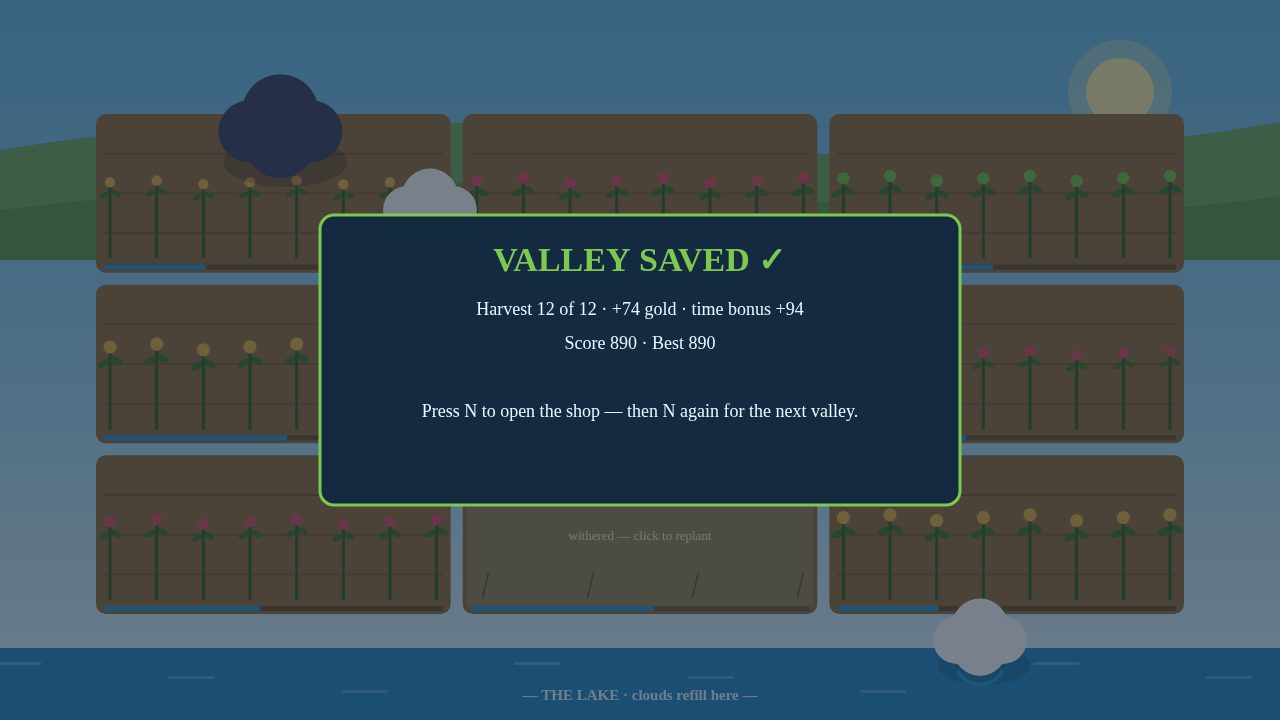 VALLEY SAVED ✓
Harvest 12 of 12 · +74 gold · time bonus +94
Score 890 · Best 890
Press N to open the shop — then N again for the next valley.
withered — click to replant
— THE LAKE · clouds refill here —